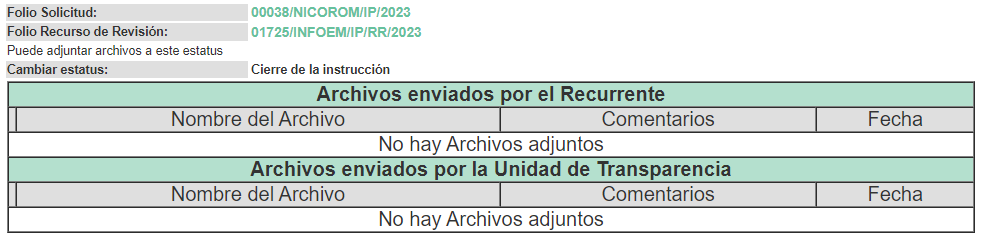 Folio Solicitud: 00038/NICOROM/IP/2023
Folio Recurso de Revisión: 01725/INFOEM/IP/RR/2023
Puede adjuntar archivos a este estatus
Cambiar estatus: Cierre de la instrucción
Archivos enviados por el Recurrente
Nombre del Archivo Comentarios Fecha
No hay Archivos adjuntos
Archivos enviados por la Unidad de Transparencia
Nombre del Archivo Comentarios Fecha
No hay Archivos adjuntos